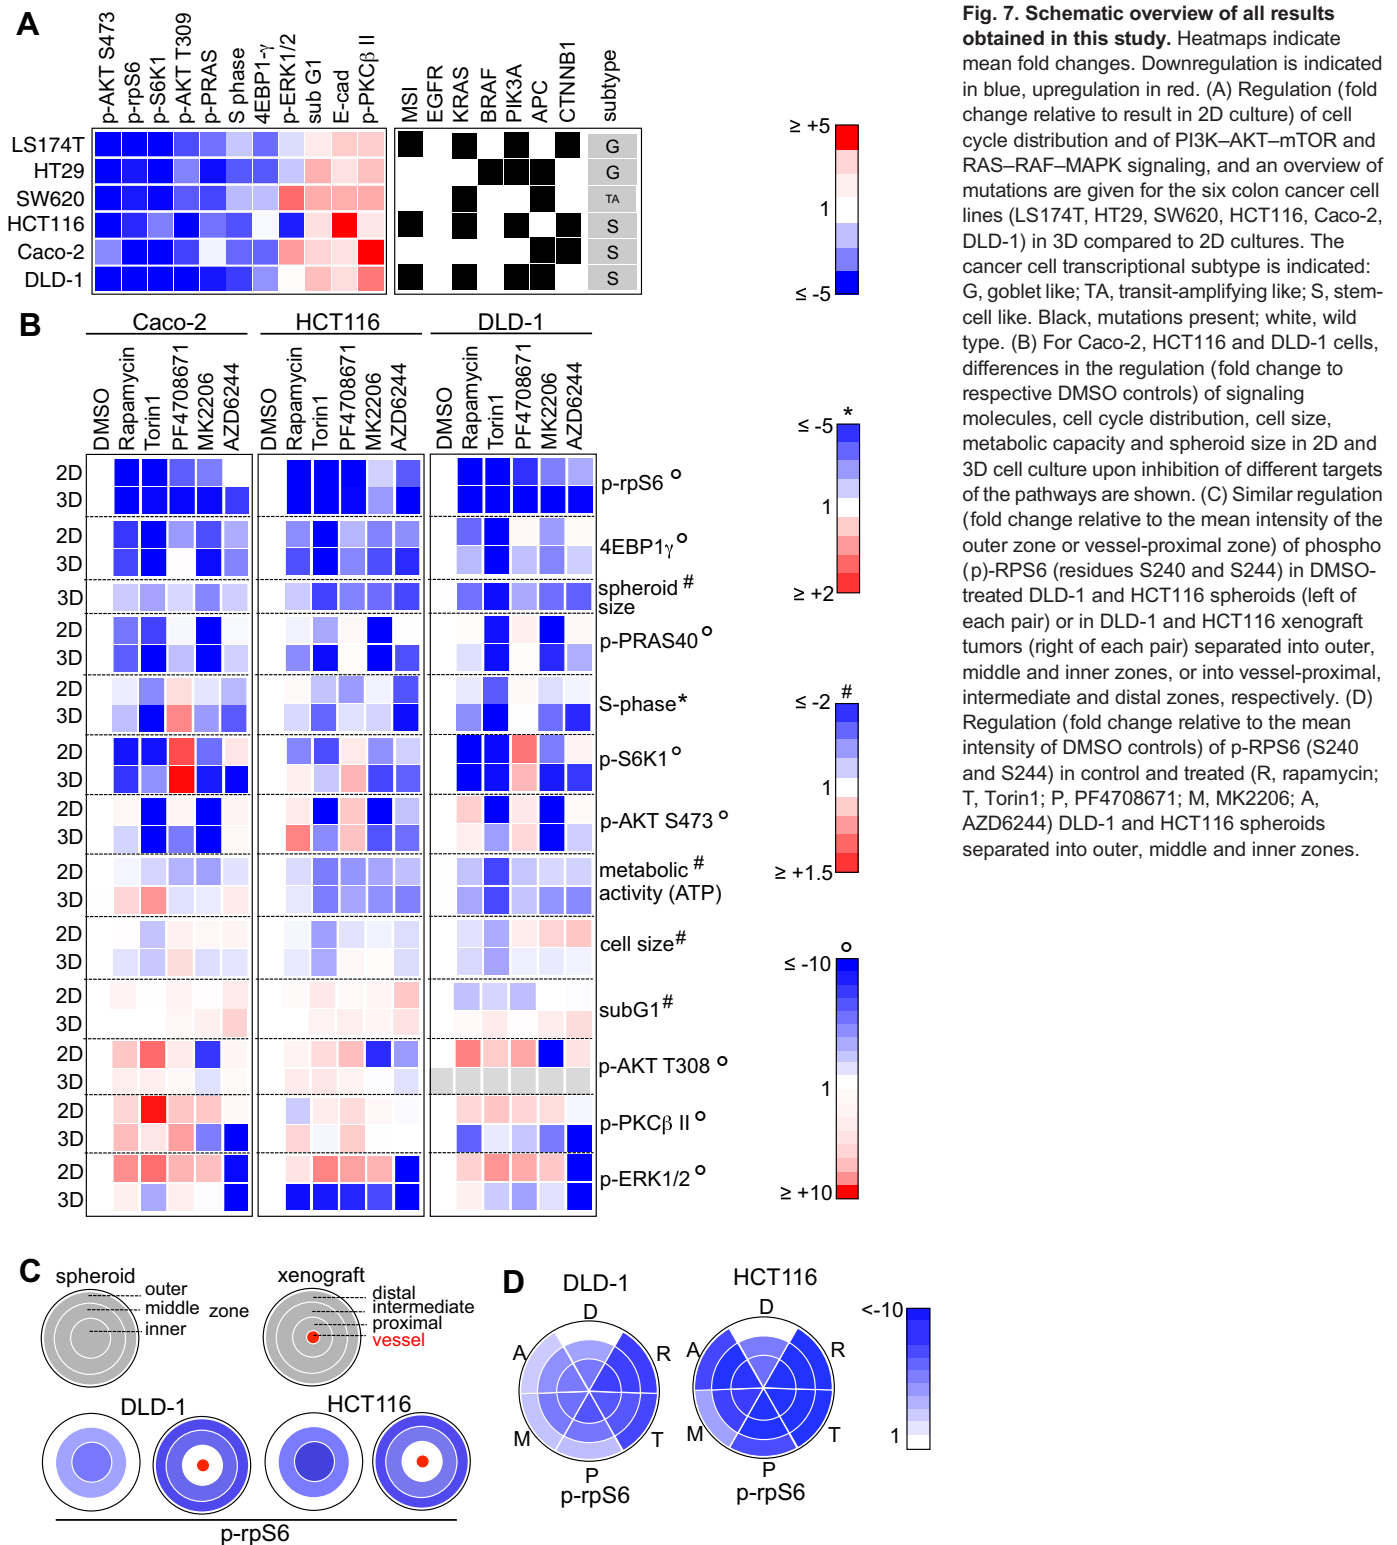 A
p-AKT S473
p-rpS6
p-S6K1
p-AKT T309
p-PRAS
S phase
4EBP1-γ
p-ERK1/2
sub G1
E-cad
p-PKCβ II
MSI
EGFR
KRAS
BRAF
PIK3A
APC
CTNNB1
subtype
LS174T
G
HT29
G
SW620
TA
HCT116
S
Caco-2
S
DLD-1
S
≥ +5
1
≤ -5
B
Caco-2
HCT116
DLD-1
DMSO
Rapamycin
Torin1
PF4708671
MK2206
AZD6244
DMSO
Rapamycin
Torin1
PF4708671
MK2206
AZD6244
DMSO
Rapamycin
Torin1
PF4708671
MK2206
AZD6244
2D
3D
p-rpS6 °
2D
3D
4EBP1γ °
3D
spheroid #
size
2D
3D
p-PRAS40 °
2D
3D
S-phase*
2D
3D
p-S6K1 °
2D
3D
p-AKT S473 °
2D
3D
metabolic #
activity (ATP)
2D
3D
cell size #
2D
3D
subG1 #
2D
3D
p-AKT T308 °
2D
3D
p-PKCβ II °
2D
3D
p-ERK1/2 °
*
≤ -5
1
≥ +2
#
≤ -2
1
≥ +1.5
°
≤ -10
1
≥ +10
C
spheroid
outer
middle
inner
zone
xenograft
distal
intermediate
proximal
vessel
DLD-1
HCT116
p-rpS6
D
DLD-1
D
R
T
P
M
A
p-rpS6
HCT116
D
R
T
P
M
A
p-rpS6
<-10
1
Fig. 7. Schematic overview of all results
obtained in this study. Heatmaps indicate
mean fold changes. Downregulation is indicated
in blue, upregulation in red. (A) Regulation (fold
change relative to result in 2D culture) of cell
cycle distribution and of PI3K–AKT–mTOR and
RAS–RAF–MAPK signaling, and an overview of
mutations are given for the six colon cancer cell
lines (LS174T, HT29, SW620, HCT116, Caco-2,
DLD-1) in 3D compared to 2D cultures. The
cancer cell transcriptional subtype is indicated:
G, goblet like; TA, transit-amplifying like; S, stem-
cell like. Black, mutations present; white, wild
type. (B) For Caco-2, HCT116 and DLD-1 cells,
differences in the regulation (fold change to
respective DMSO controls) of signaling
molecules, cell cycle distribution, cell size,
metabolic capacity and spheroid size in 2D and
3D cell culture upon inhibition of different targets
of the pathways are shown. (C) Similar regulation
(fold change relative to the mean intensity of the
outer zone or vessel-proximal zone) of phospho
(p)-RPS6 (residues S240 and S244) in DMSO-
treated DLD-1 and HCT116 spheroids (left of
each pair) or in DLD-1 and HCT116 xenograft
tumors (right of each pair) separated into outer,
middle and inner zones, or into vessel-proximal,
intermediate and distal zones, respectively. (D)
Regulation (fold change relative to the mean
intensity of DMSO controls) of p-RPS6 (S240
and S244) in control and treated (R, rapamycin;
T, Torin1; P, PF4708671; M, MK2206; A,
AZD6244) DLD-1 and HCT116 spheroids
separated into outer, middle and inner zones.